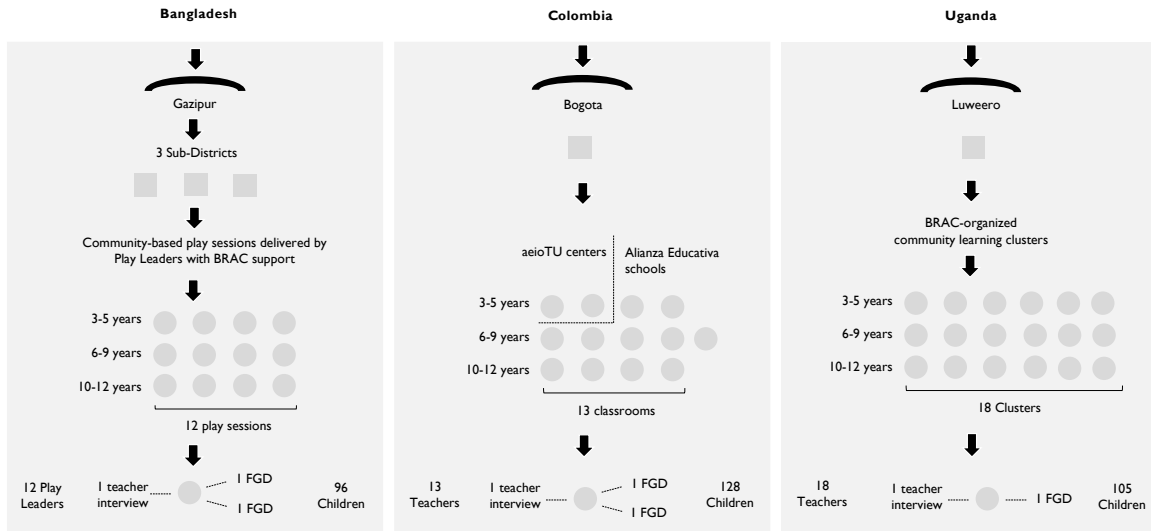 Bangladesh
Gazipur
3 Sub-Districts
Community-based play sessions delivered by
Play Leaders with BRAC support
3-5 years
6-9 years
10-12 years
12 play sessions
12 Play
Leaders
1 teacher
interview
1 FGD
1 FGD
96
Children
Colombia
Bogota
aeioTU centers
Alianza Educativa
schools
3-5 years
6-9 years
10-12 years
13 classrooms
13
Teachers
1 teacher
interview
1 FGD
1 FGD
128
Children
Uganda
Luweero
BRAC-organized
community learning clusters
3-5 years
6-9 years
10-12 years
18 Clusters
18
Teachers
1 teacher
interview
1 FGD
105
Children